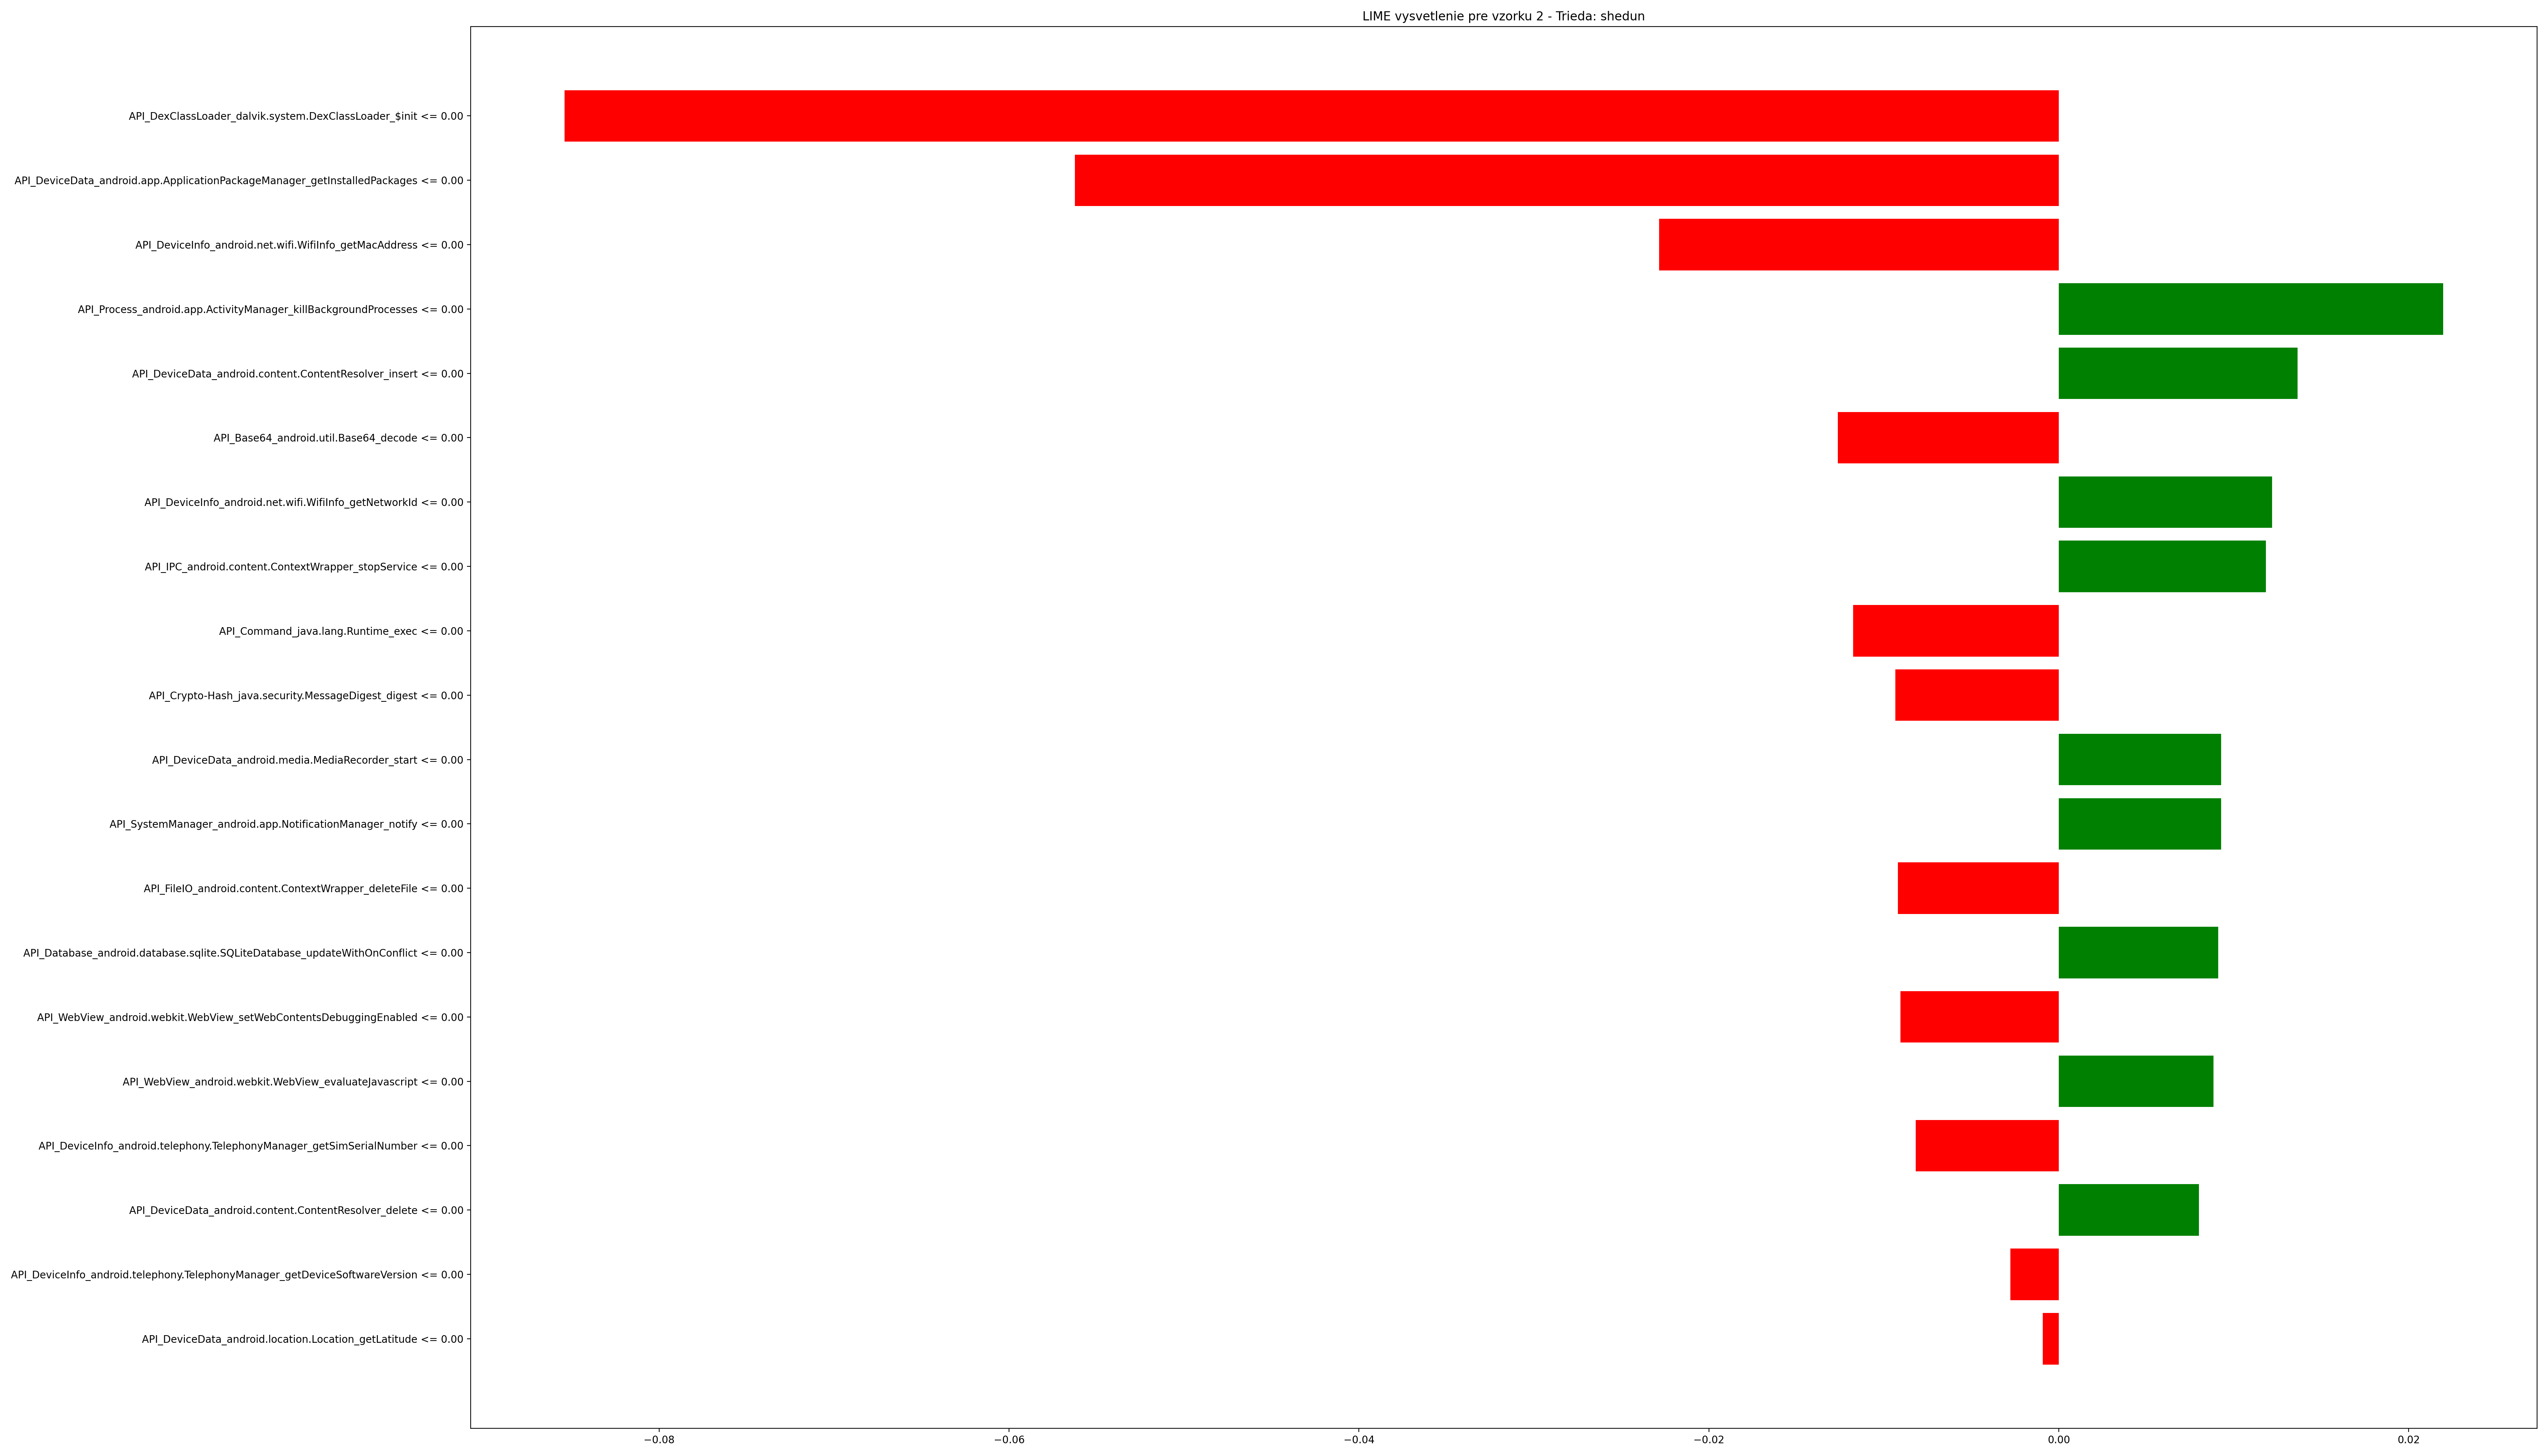 LIME vysvetlenie pre vzorku 2 - Trieda: shedun
API_DexClassLoader_dalvik.system.DexClassLoader_$init <= 0.00
API_DeviceData_android.app.ApplicationPackageManager_getInstalledPackages <= 0.00
API_DeviceInfo_android.net.wifi.WifiInfo_getMacAddress <= 0.00
API_Process_android.app.ActivityManager_killBackgroundProcesses <= 0.00
API_DeviceData_android.content.ContentResolver_insert <= 0.00
API_Base64_android.util.Base64_decode <= 0.00
API_DeviceInfo_android.net.wifi.WifiInfo_getNetworkId <= 0.00
API_IPC_android.content.ContextWrapper_stopService <= 0.00
API_Command_java.lang.Runtime_exec <= 0.00
API_Crypto-Hash_java.security.MessageDigest_digest <= 0.00
API_DeviceData_android.media.MediaRecorder_start <= 0.00
API_SystemManager_android.app.NotificationManager_notify <= 0.00
API_FileIO_android.content.ContextWrapper_deleteFile <= 0.00
API_Database_android.database.sqlite.SQLiteDatabase_updateWithOnConflict <= 0.00
API_WebView_android.webkit.WebView_setWebContentsDebuggingEnabled <= 0.00
API_WebView_android.webkit.WebView_evaluateJavascript <= 0.00
API_DeviceInfo_android.telephony.TelephonyManager_getSimSerialNumber <= 0.00
API_DeviceData_android.content.ContentResolver_delete <= 0.00
API_DeviceInfo_android.telephony.TelephonyManager_getDeviceSoftwareVersion <= 0.00
API_DeviceData_android.location.Location_getLatitude <= 0.00
−0.08 −0.06 −0.04 −0.02 0.00 0.02